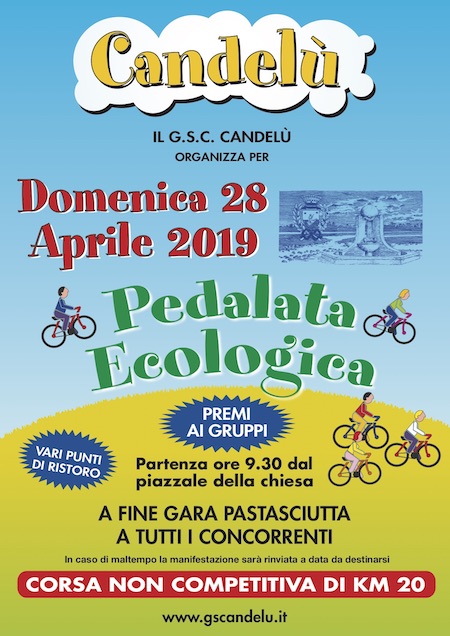 Candelù
IL G.S.C. CANDELÙ
ORGANIZZA PER
Domenica 28
Aprile 2019
Pedalata
Ecologica
PREMI
AI GRUPPI
VARI PUNTI
DI RISTORO
Partenza ore 9.30 dal
piazzale della chiesa
A FINE GARA PASTASCIUTTA
A TUTTI I CONCORRENTI
In caso di maltempo la manifestazione sarà rinviata a data da destinarsi
CORSA NON COMPETITIVA DI KM 20
www.gscandelu.it